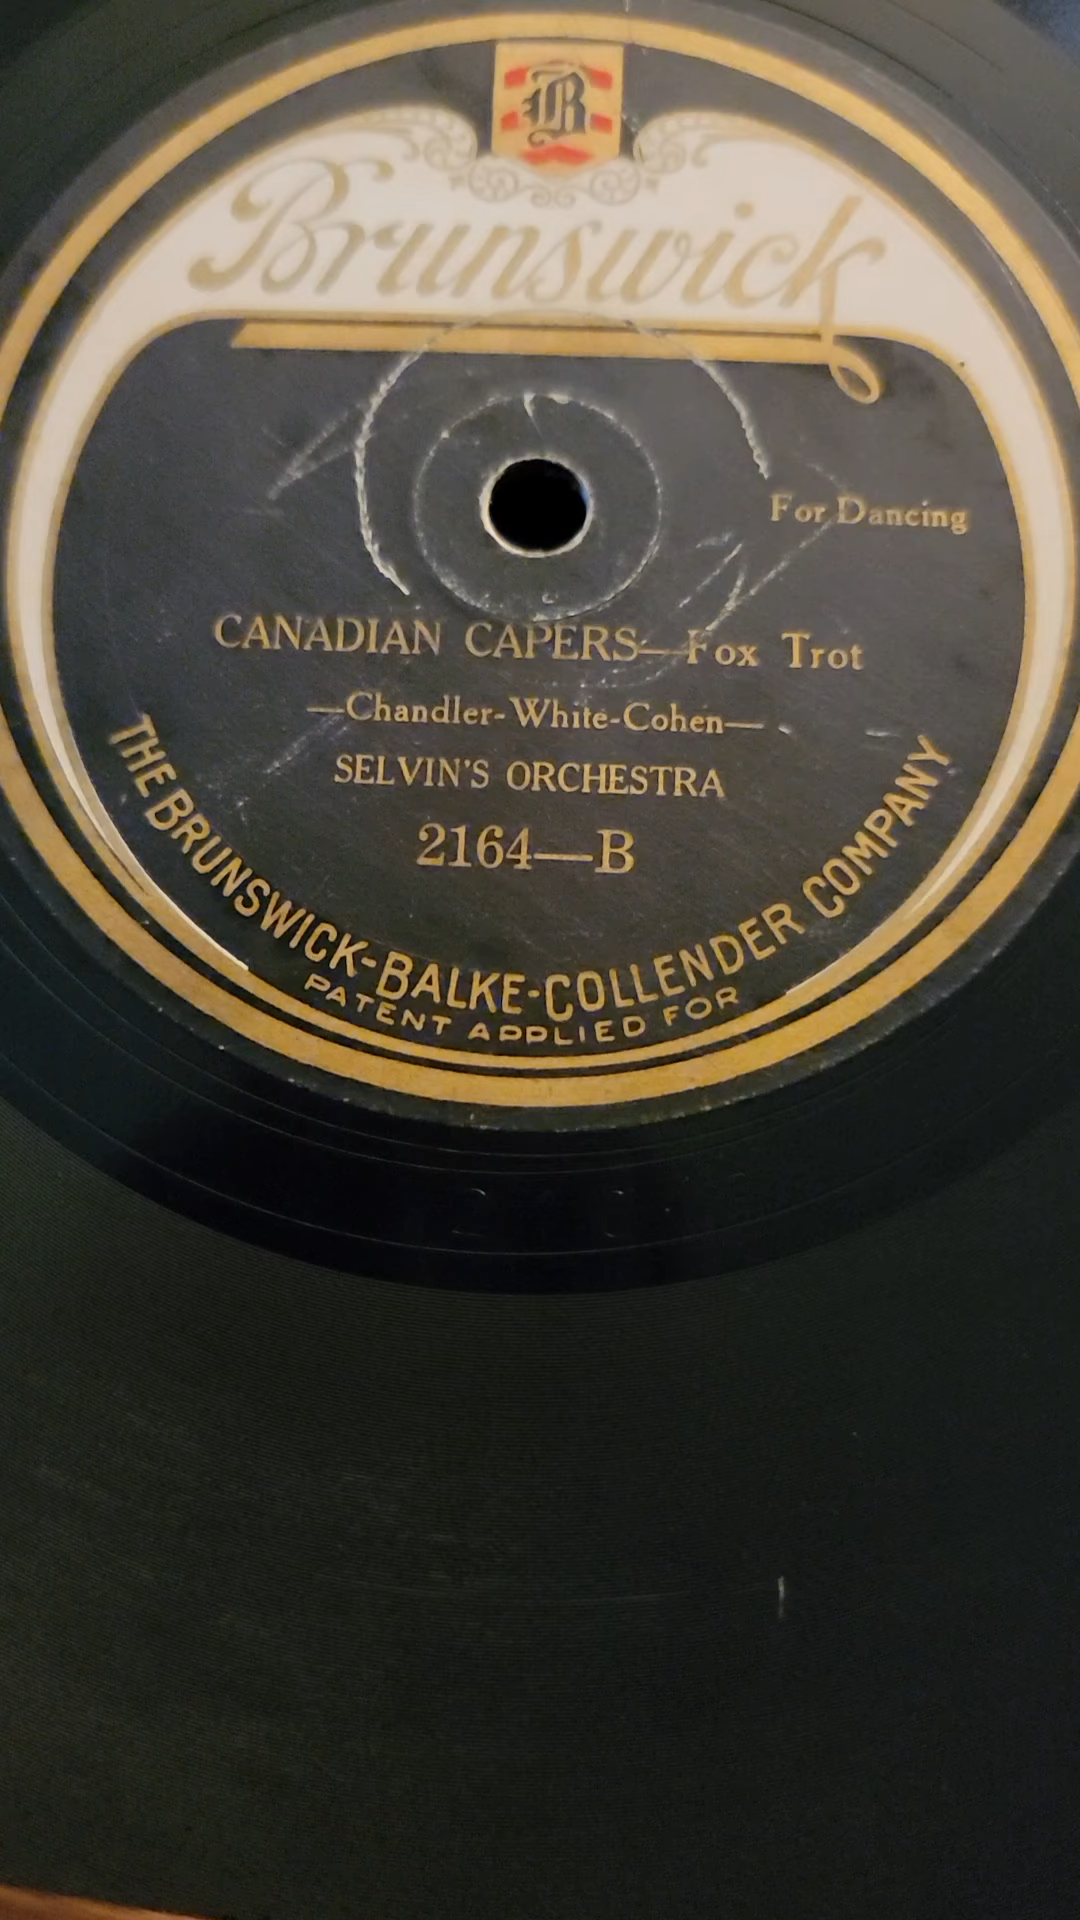 B
Brunswick
For Dancing
CANADIAN CAPERS—Fox Trot
—Chandler-White-Cohen—
SELVIN'S ORCHESTRA
2164—B
THE BRUNSWICK-BALKE-COLLENDER COMPANY
PATENT APPLIED FOR